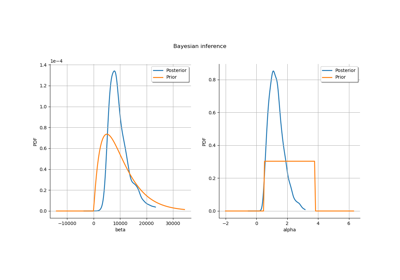 Bayesian inference
1e−4
1.4
1.2
1.0
0.8
0.6
0.4
0.2
0.0
PDF
−10000 0 10000 20000 30000
beta
Posterior
Prior
0.8
0.6
0.4
0.2
0.0
PDF
−2 0 2 4 6
alpha
Posterior
Prior